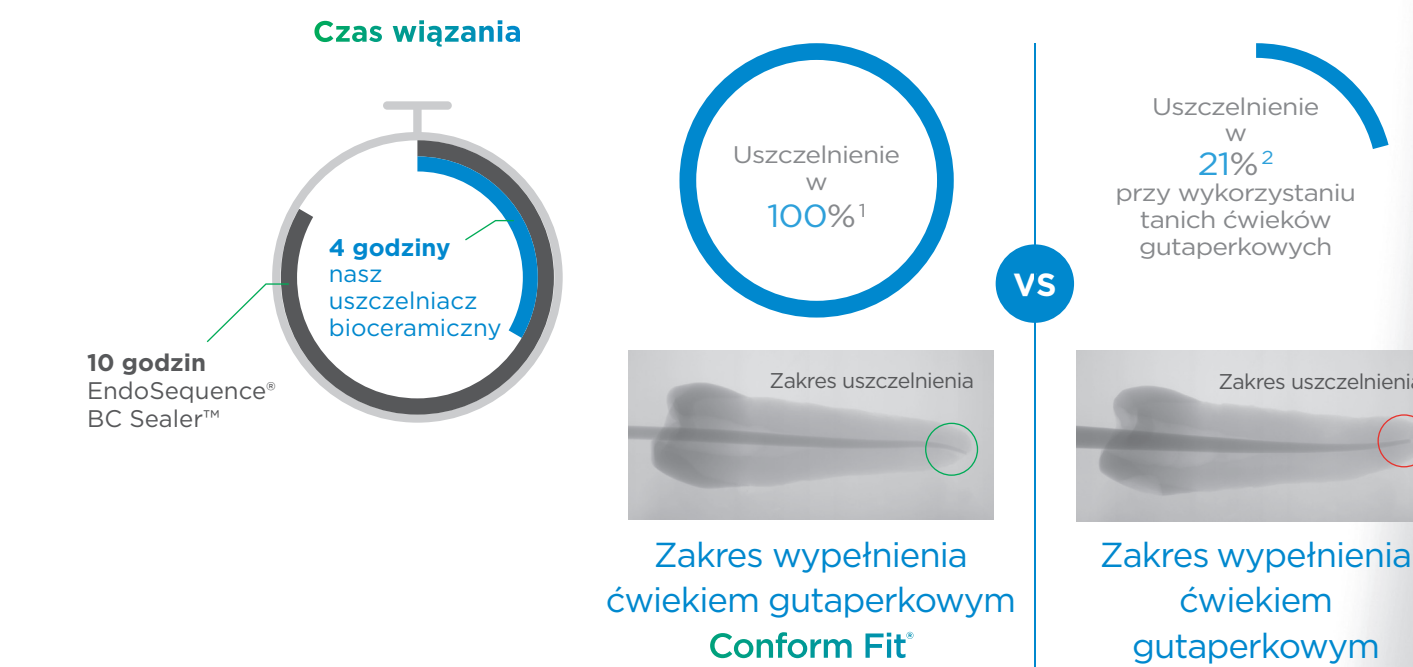 Czas wiązania
4 godziny
nasz
uszczelniacz
bioceramiczny
10 godzin
EndoSequence®
BC Sealer™
Uszczelnienie
w
100%¹
Zakres uszczelnienia
Zakres wypełnienia
ćwiekiem gutaperkowym
Conform Fit®
VS
Uszczelnienie
w
21%²
przy wykorzystaniu
tanich ćwieków
gutaperkowych
Zakres uszczelnienia
Zakres wypełnienia
ćwiekiem
gutaperkowym